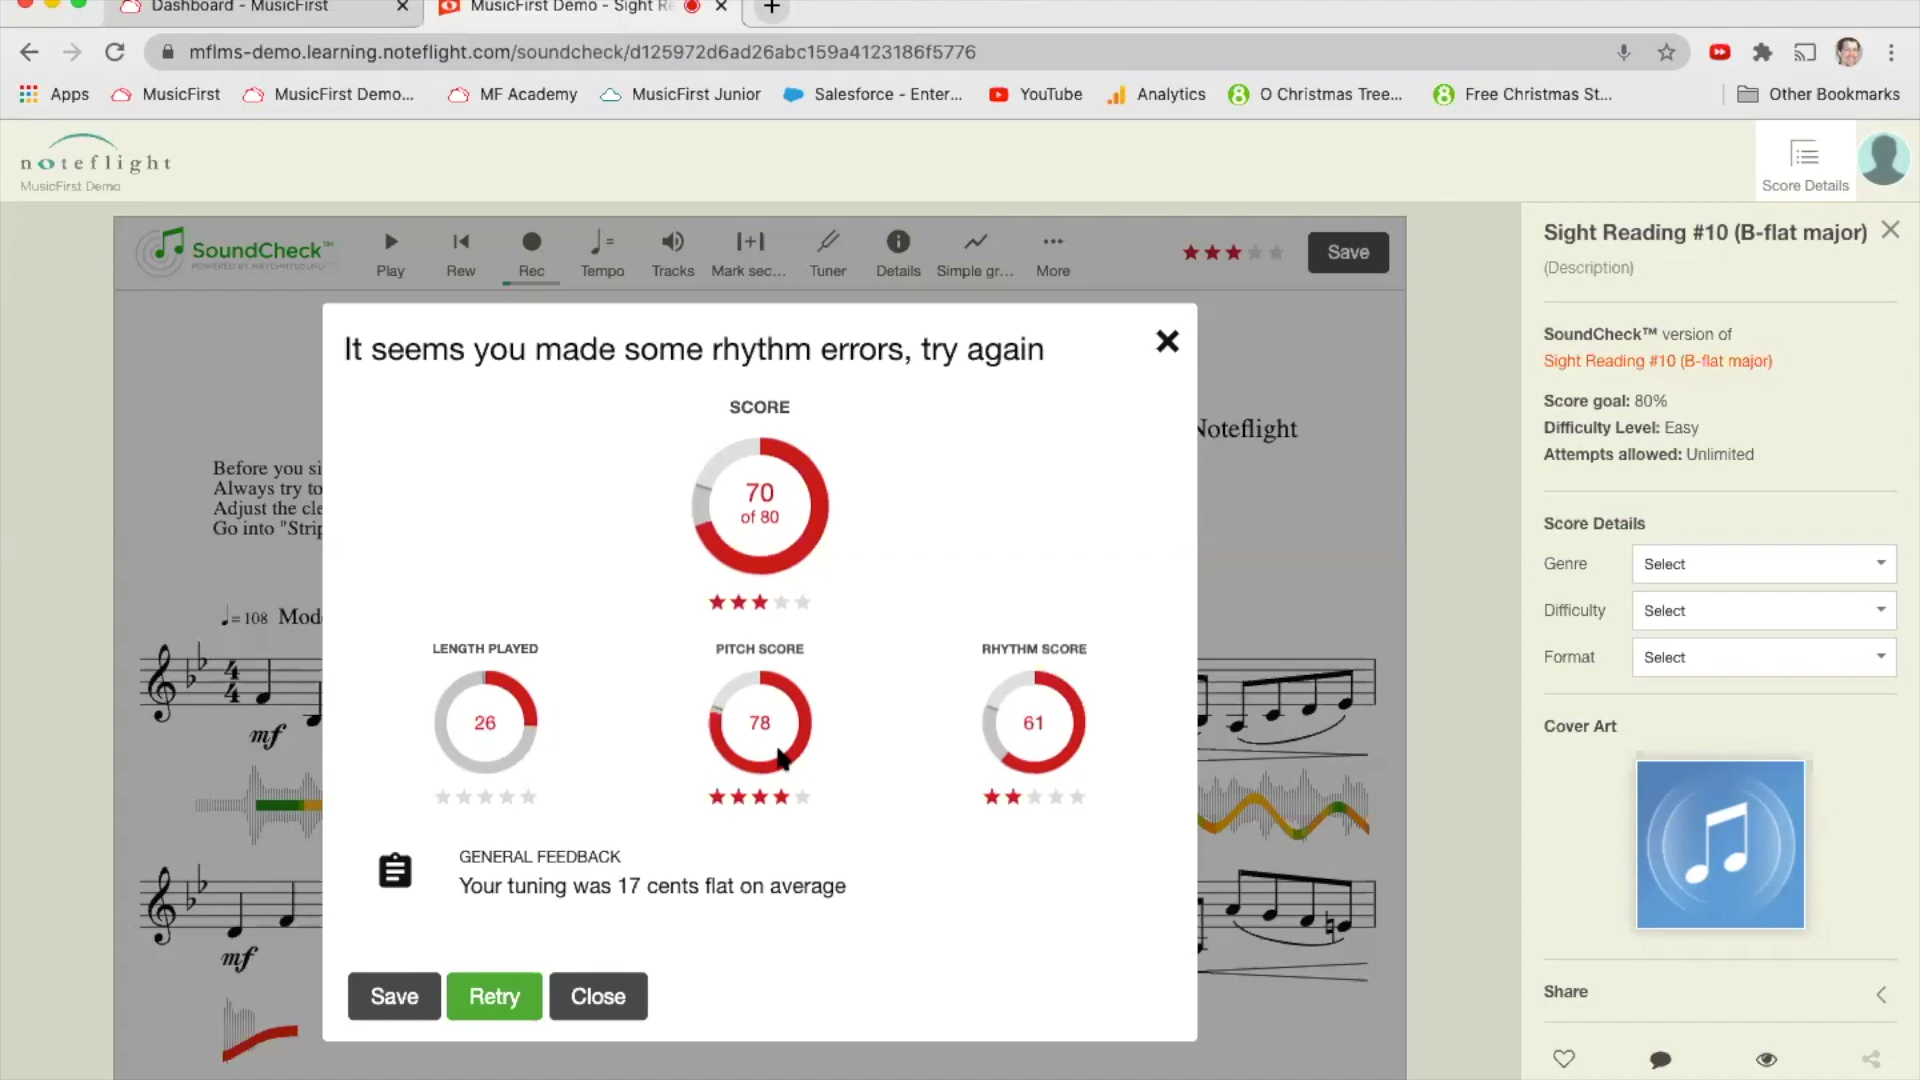 Dashboard - MusicFirst
MusicFirst Demo - Sight Re
mflms-demo.learning.noteflight.com/soundcheck/d125972d6ad26abc159a4123186f5776
Apps
MusicFirst
MusicFirst Demo...
MF Academy
MusicFirst Junior
Salesforce - Enter...
YouTube
Analytics
O Christmas Tree...
Free Christmas St...
Other Bookmarks
noteflight
MusicFirst Demo
Score Details
SoundCheck™
POWERED BY MATCHMYSOUND
Play
Rew
Rec
Tempo
Tracks
Mark sec...
Tuner
Details
Simple gr...
More
Save
It seems you made some rhythm errors, try again
SCORE
70
of 80
LENGTH PLAYED
26
PITCH SCORE
78
RHYTHM SCORE
61
GENERAL FEEDBACK
Your tuning was 17 cents flat on average
Save
Retry
Close
Noteflight
Before you si
Always try to
Adjust the cle
Go into "Strip
♩= 108 Mod
4
4
mf
mf
Sight Reading #10 (B-flat major)
(Description)
SoundCheck™ version of
Sight Reading #10 (B-flat major)
Score goal: 80%
Difficulty Level: Easy
Attempts allowed: Unlimited
Score Details
Genre
Select
Difficulty
Select
Format
Select
Cover Art
Share